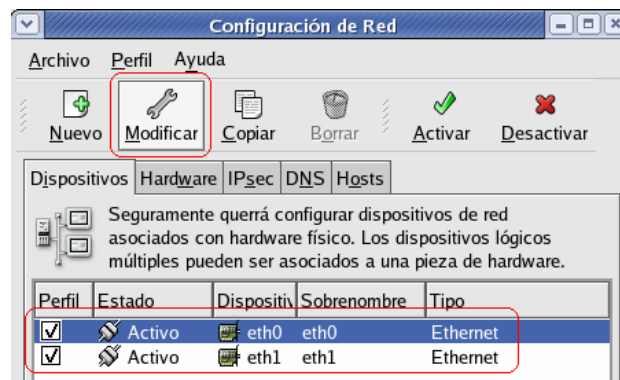 Configuración de Red
Archivo Perfil Ayuda
Nuevo Modificar Copiar Borrar Activar Desactivar
Dispositivos Hardware IPsec DNS Hosts
Seguramente querrá configurar dispositivos de red
asociados con hardware físico. Los dispositivos lógicos
múltiples pueden ser asociados a una pieza de hardware.
Perfil Estado Dispositiv Sobrenombre Tipo
Activo eth0 eth0 Ethernet
Activo eth1 eth1 Ethernet